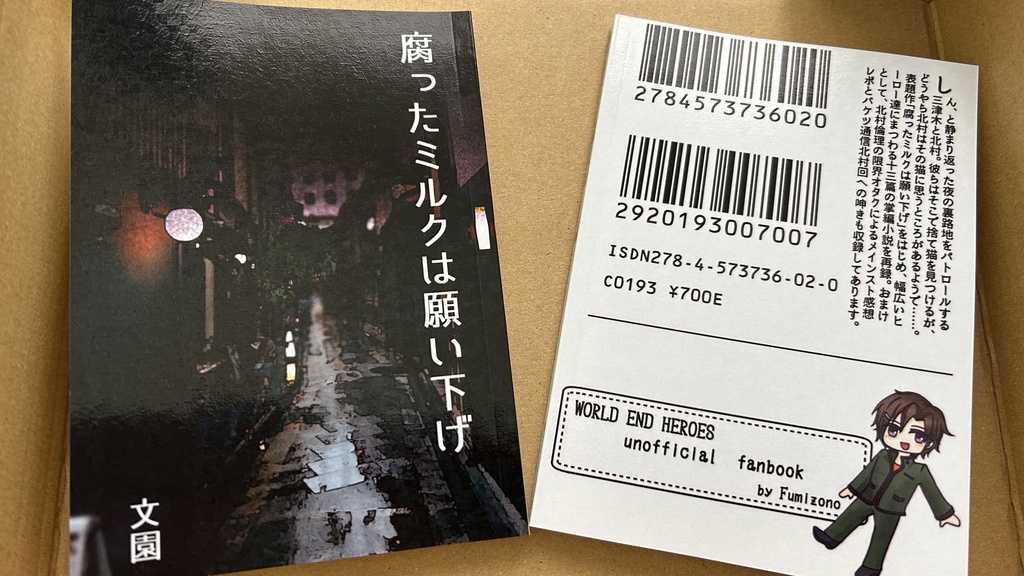 腐ったミルクは願い下げ
文園
2784573736020
2920193007007
ISDN278-4-573736-02-0
C0193 ¥700E
しん、と静まり返った夜の裏路地をパトロールする
三津木と北村。彼らはそこで捨て猫を見つけるが、
どうやら北村はその猫に思うところがあるようで……。
表題作「腐ったミルクは願い下げ」をはじめ、幅広いヒ
ーロー達にまつわる十三篇の掌編小説を再録。おまけ
として、北村倫理の限界オタクによるメインスト感想
レポとバケツ通信北村回への呻きも収録してあります。
WORLD END HEROES
unofficial fanbook
by Fumizono